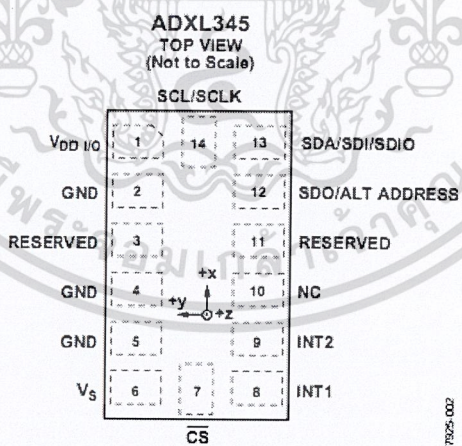 ADXL345
TOP VIEW
(Not to Scale)
SCL/SCLK
VDD I/O 1 14 13 SDA/SDI/SDIO
GND 2 12 SDO/ALT ADDRESS
RESERVED 3 11 RESERVED
GND 4 +x 10 NC
+y +z
GND 5 9 INT2
VS 6 7 8 INT1
CS
7925-002